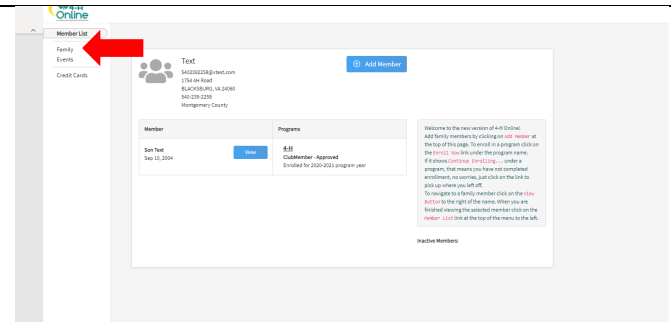 4-H
Online
Member List
Family
Events
Credit Cards
Text
5402392258@vtext.com
1754 4H Road
BLACKSBURG, VA 24060
540-239-2258
Montgomery County
Add Member
Member
Programs
Son Text
Sep 10, 2004
View
4-H
ClubMember - Approved
Enrolled for 2020-2021 program year
Welcome to the new version of 4-H Online!
Add family members by clicking on Add Member at
the top of this page. To enroll in a program click on
the Enroll Now link under the program name.
If it shows Continue Enrolling... under a
program, that means you have not completed
enrollment, no worries, just click on the link to
pick up where you left off.
To navigate to a family member click on the View
Button to the right of the name. When you are
finished viewing the selected member click on the
Member List link at the top of the menu to the left.
Inactive Members: